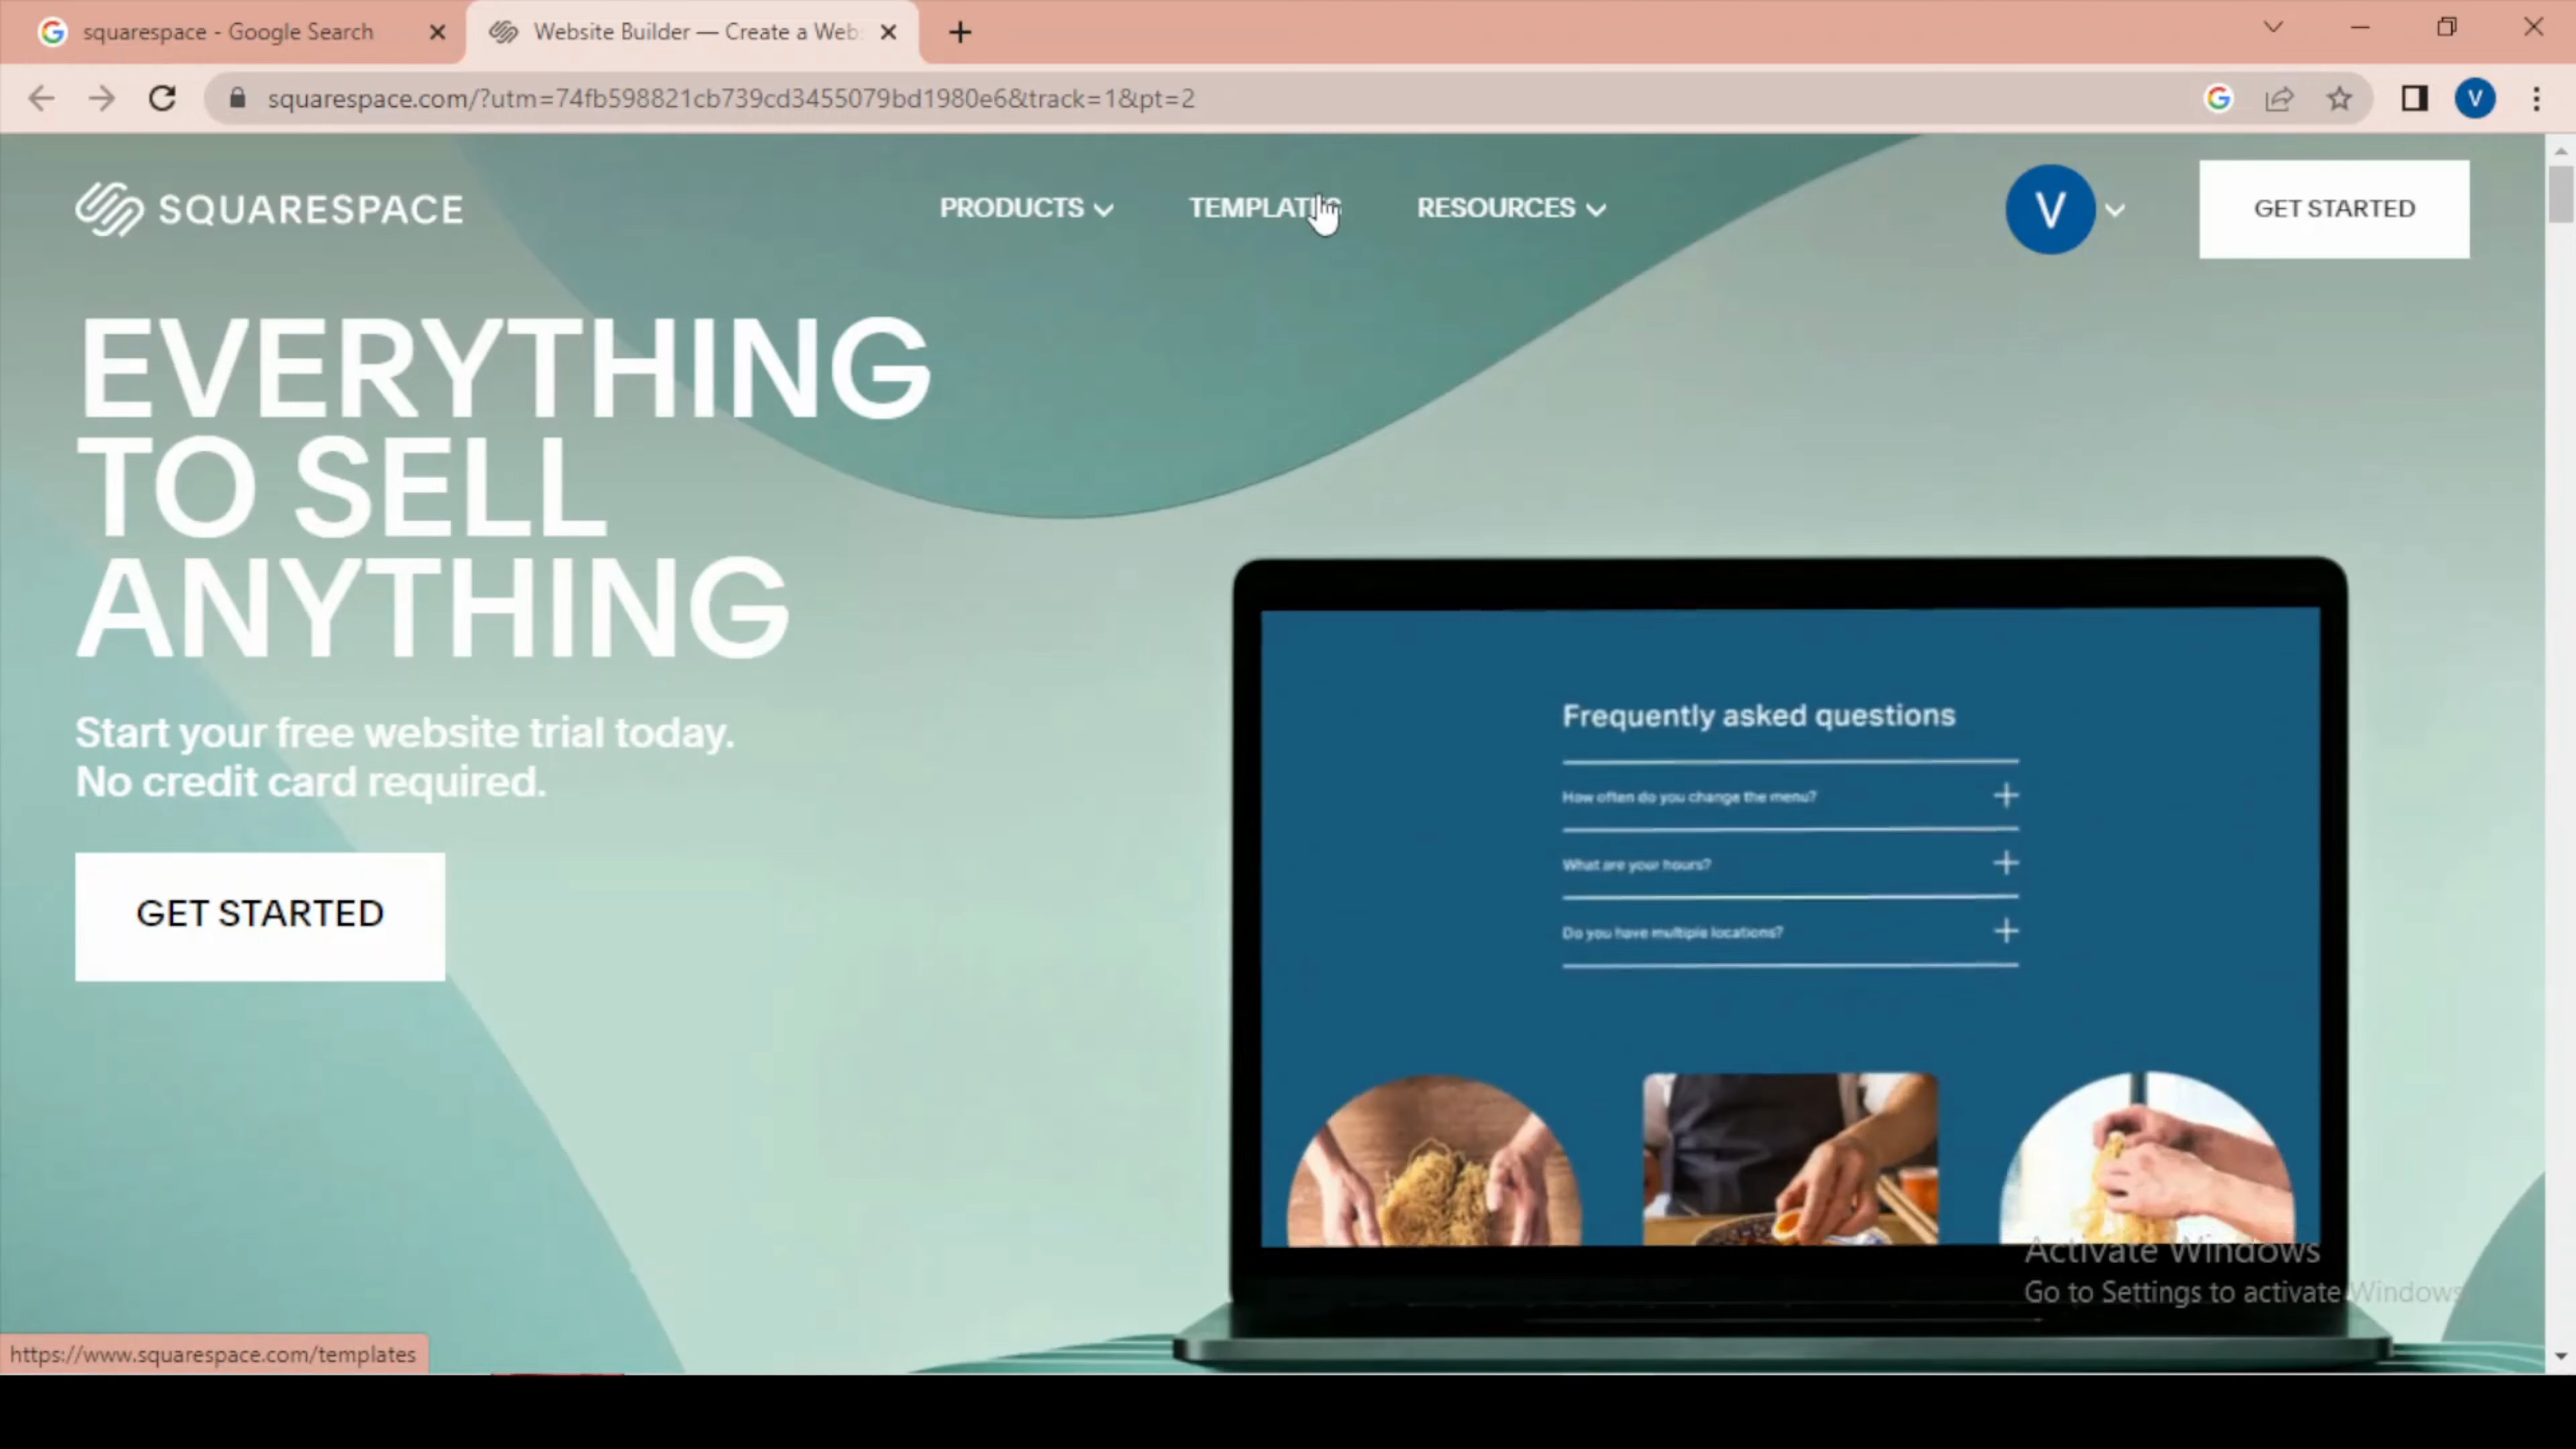 squarespace - Google Search
Website Builder — Create a Web
squarespace.com/?utm=74fb598821cb739cd3455079bd1980e6&track=1&pt=2
V
SQUARESPACE
PRODUCTS
TEMPLATES
RESOURCES
V
GET STARTED
EVERYTHING
TO SELL
ANYTHING
Start your free website trial today.
No credit card required.
GET STARTED
Frequently asked questions
How often do you change the menu?
What are your hours?
Do you have multiple locations?
Activate Windows
Go to Settings to activate Windows
https://www.squarespace.com/templates